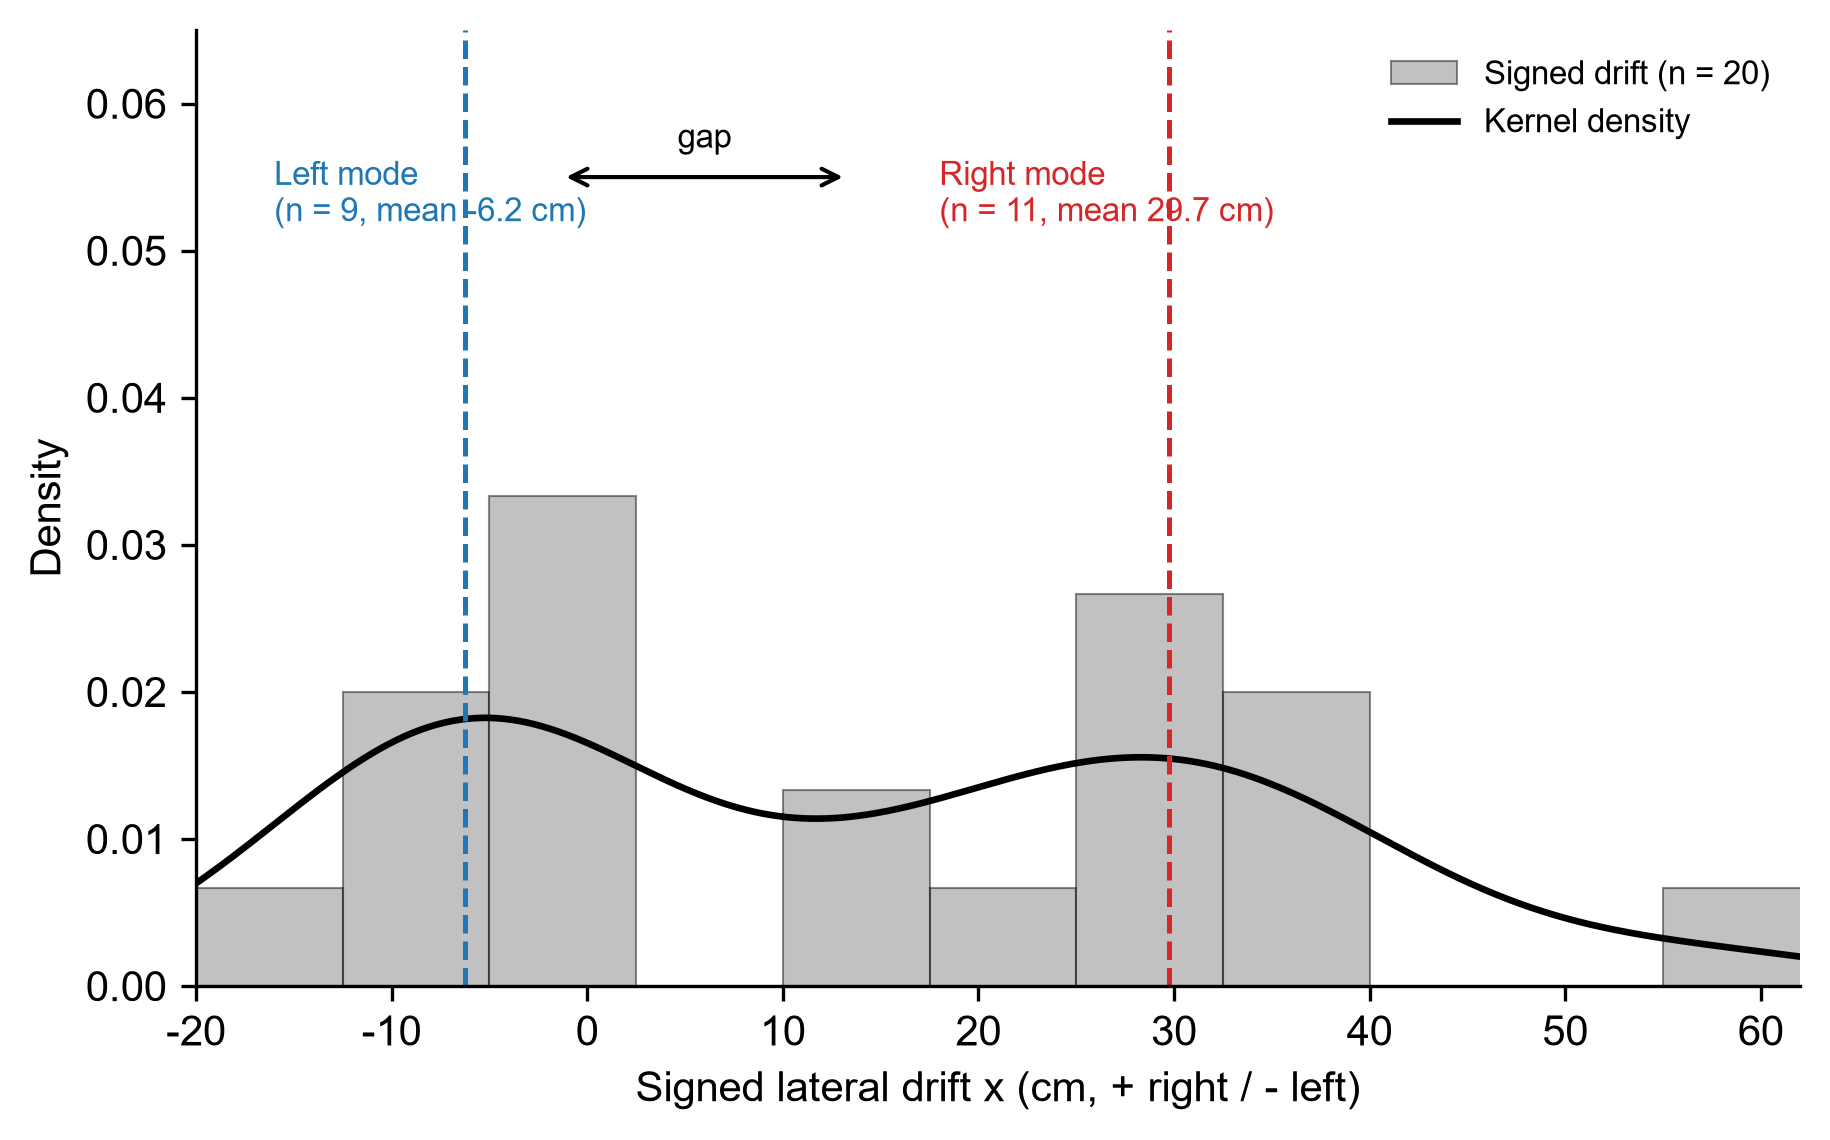 Signed drift (n = 20)
Kernel density
gap
Left mode
(n = 9, mean -6.2 cm)
Right mode
(n = 11, mean 29.7 cm)
0.06
0.05
0.04
0.03
0.02
0.01
0.00
Density
-20 -10 0 10 20 30 40 50 60
Signed lateral drift x (cm, + right / - left)